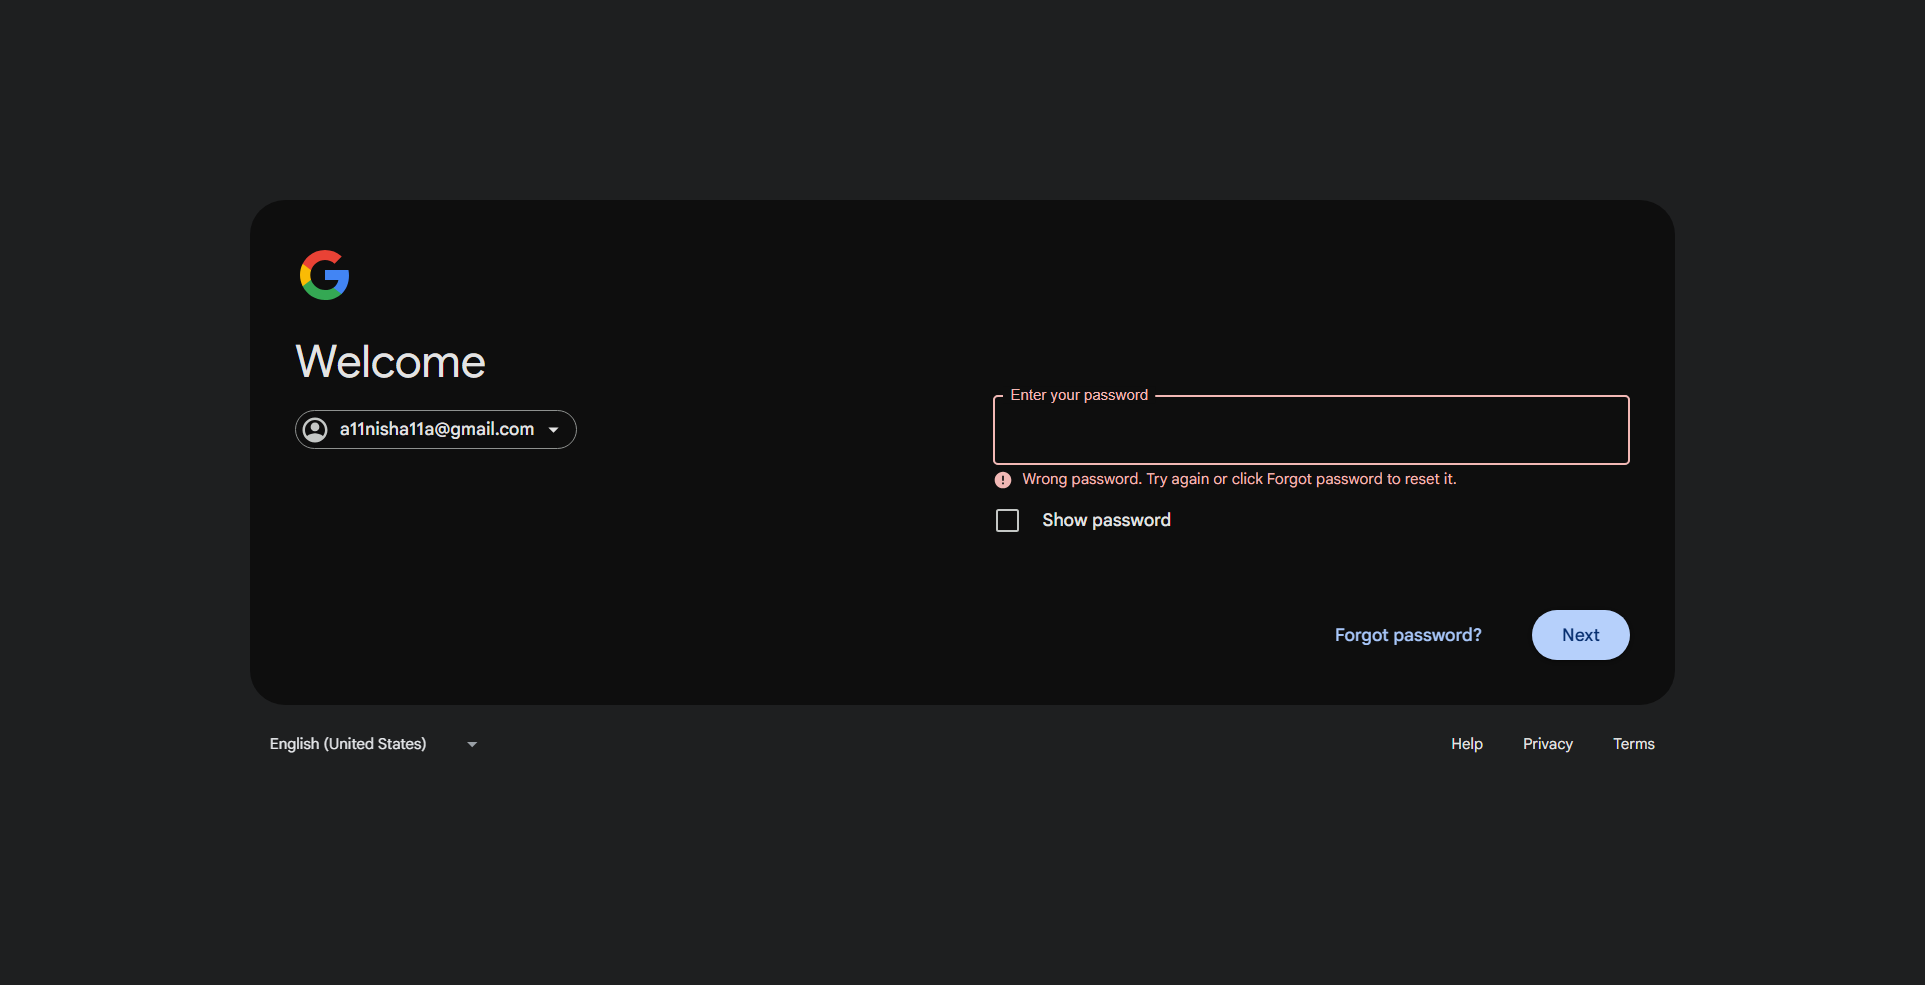 Welcome
a11nisha11a@gmail.com
Enter your password
Wrong password. Try again or click Forgot password to reset it.
Show password
Forgot password?
Next
English (United States)
Help
Privacy
Terms